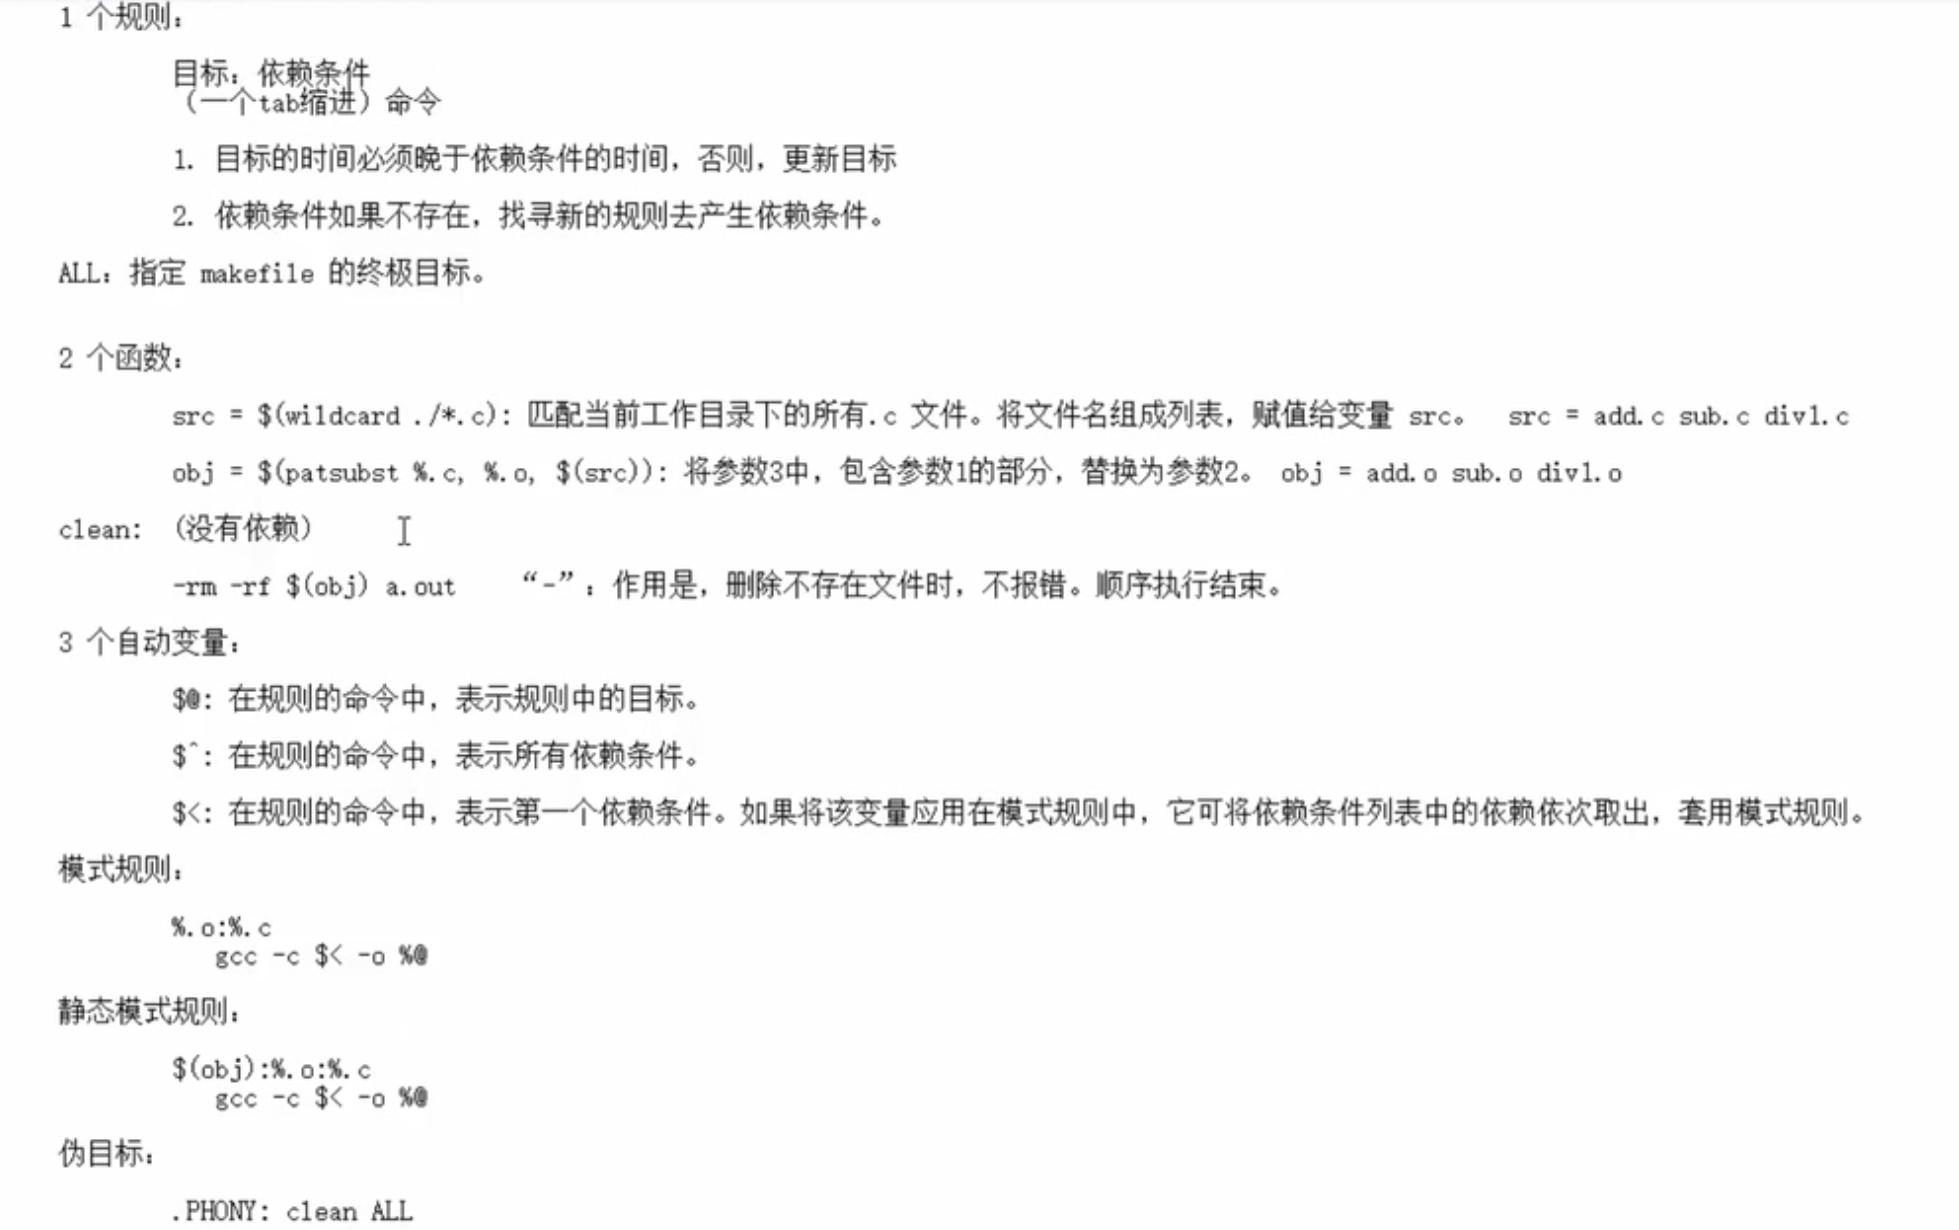 1 个规则：
目标：依赖条件
（一个tab缩进）命令
1. 目标的时间必须晚于依赖条件的时间，否则，更新目标
2. 依赖条件如果不存在，找寻新的规则去产生依赖条件。
ALL：指定 makefile 的终极目标。
2 个函数：
src = $(wildcard ./*.c): 匹配当前工作目录下的所有.c 文件。将文件名组成列表，赋值给变量 src。 src = add.c sub.c div1.c
obj = $(patsubst %.c, %.o, $(src)): 将参数3中，包含参数1的部分，替换为参数2。 obj = add.o sub.o div1.o
clean: （没有依赖）
-rm -rf $(obj) a.out “-”：作用是，删除不存在文件时，不报错。顺序执行结束。
3 个自动变量：
$@: 在规则的命令中，表示规则中的目标。
$^: 在规则的命令中，表示所有依赖条件。
$<: 在规则的命令中，表示第一个依赖条件。如果将该变量应用在模式规则中，它可将依赖条件列表中的依赖依次取出，套用模式规则。
模式规则：
%.o:%.c
gcc -c $< -o %@
静态模式规则：
$(obj):%.o:%.c
gcc -c $< -o %@
伪目标：
.PHONY: clean ALL